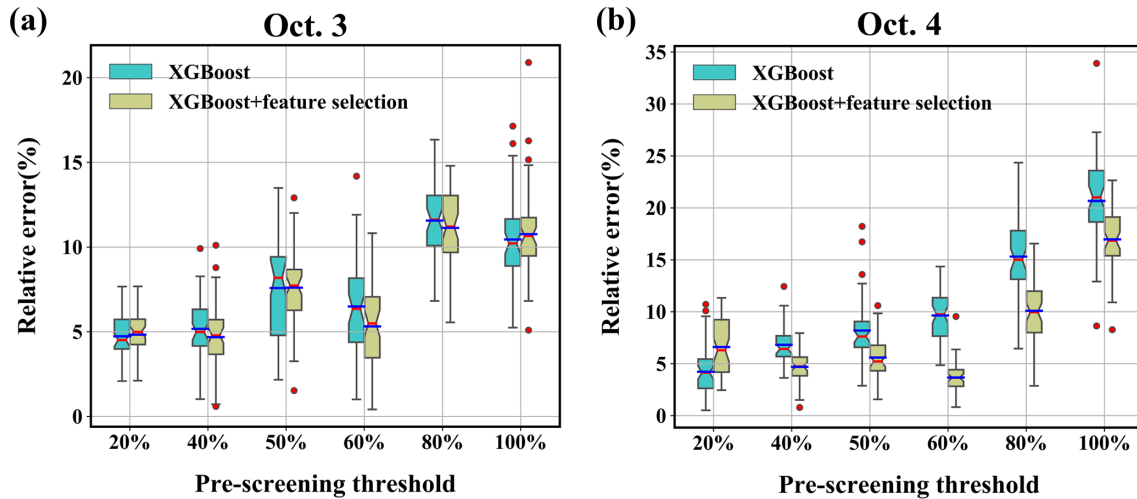 (a)
Oct. 3
XGBoost
XGBoost+feature selection
Relative error(%)
20
15
10
5
0
20% 40% 50% 60% 80% 100%
Pre-screening threshold
(b)
Oct. 4
XGBoost
XGBoost+feature selection
Relative error(%)
35
30
25
20
15
10
5
0
20% 40% 50% 60% 80% 100%
Pre-screening threshold